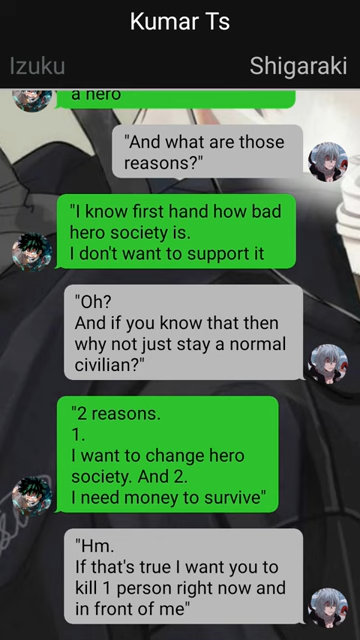 Kumar Ts
Izuku
Shigaraki
a hero
"And what are those
reasons?"
"I know first hand how bad
hero society is.
I don't want to support it
"Oh?
And if you know that then
why not just stay a normal
civilian?"
"2 reasons.
1.
I want to change hero
society. And 2.
I need money to survive"
"Hm.
If that's true I want you to
kill 1 person right now and
in front of me"